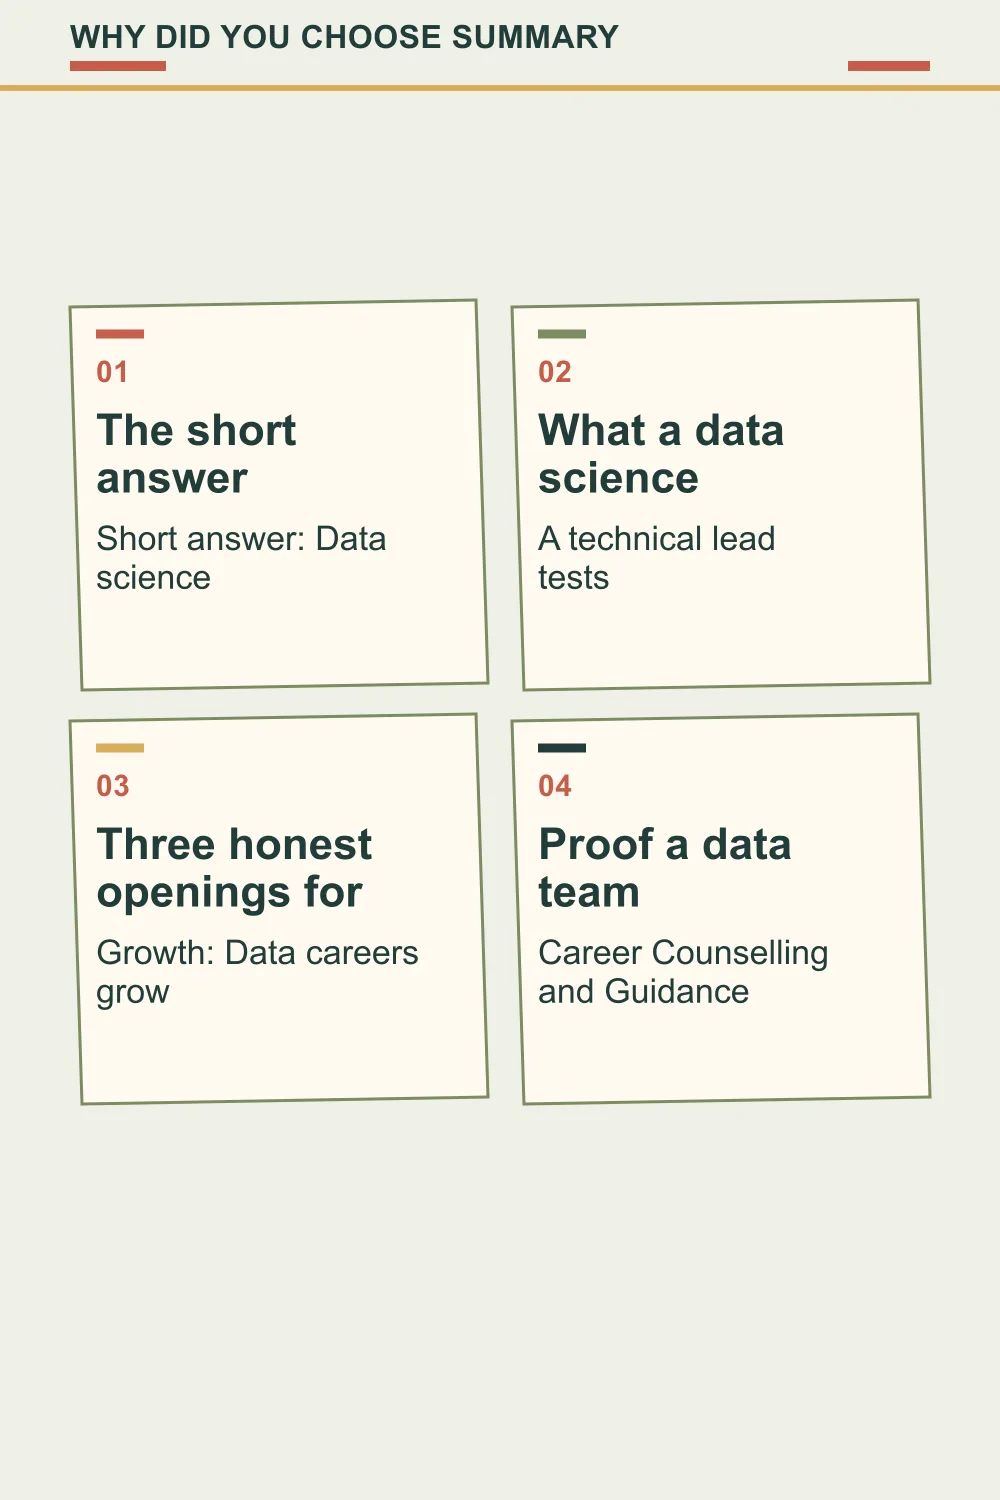 WHY DID YOU CHOOSE SUMMARY
01
The short
answer
Short answer: Data
science
02
What a data
science
A technical lead
tests
03
Three honest
openings for
Growth: Data careers
grow
04
Proof a data
team
Career Counselling
and Guidance